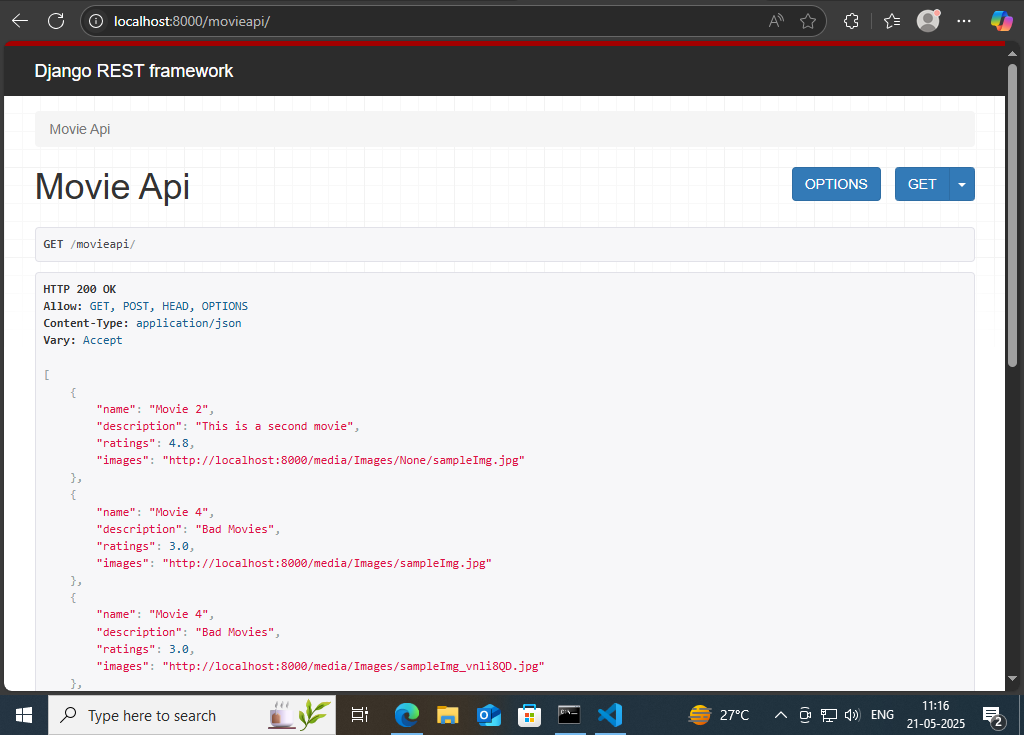 localhost:8000/movieapi/
Django REST framework
Movie Api
Movie Api
OPTIONS
GET
GET /movieapi/
HTTP 200 OK
Allow: GET, POST, HEAD, OPTIONS
Content-Type: application/json
Vary: Accept
[
{
"name": "Movie 2",
"description": "This is a second movie",
"ratings": 4.8,
"images": "http://localhost:8000/media/Images/None/sampleImg.jpg"
},
{
"name": "Movie 4",
"description": "Bad Movies",
"ratings": 3.0,
"images": "http://localhost:8000/media/Images/sampleImg.jpg"
},
{
"name": "Movie 4",
"description": "Bad Movies",
"ratings": 3.0,
"images": "http://localhost:8000/media/Images/sampleImg_vnli8QD.jpg"
},
Type here to search
27°C
ENG
11:16
21-05-2025
2